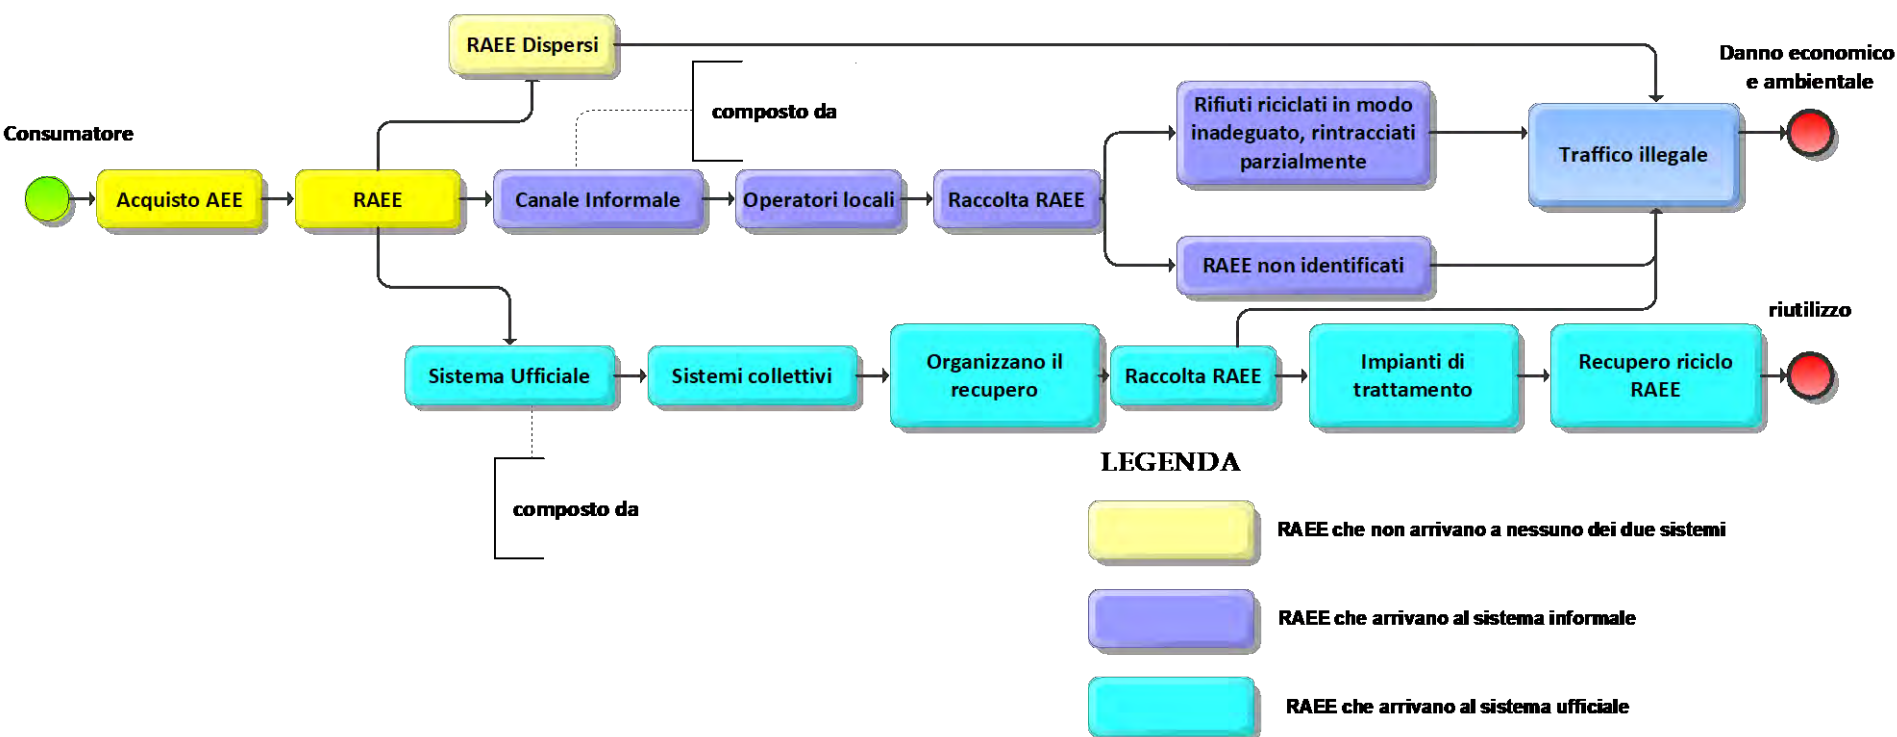 RAEE Dispersi
Danno economico
e ambientale
composto da
Rifiuti riciclati in modo
inadeguato, rintracciati
parzialmente
Traffico illegale
Consumatore
Acquisto AEE
RAEE
Canale Informale
Operatori locali
Raccolta RAEE
RAEE non identificati
riutilizzo
Sistema Ufficiale
Sistemi collettivi
Organizzano il
recupero
Raccolta RAEE
Impianti di
trattamento
Recupero riciclo
RAEE
composto da
LEGENDA
RAEE che non arrivano a nessuno dei due sistemi
RAEE che arrivano al sistema informale
RAEE che arrivano al sistema ufficiale